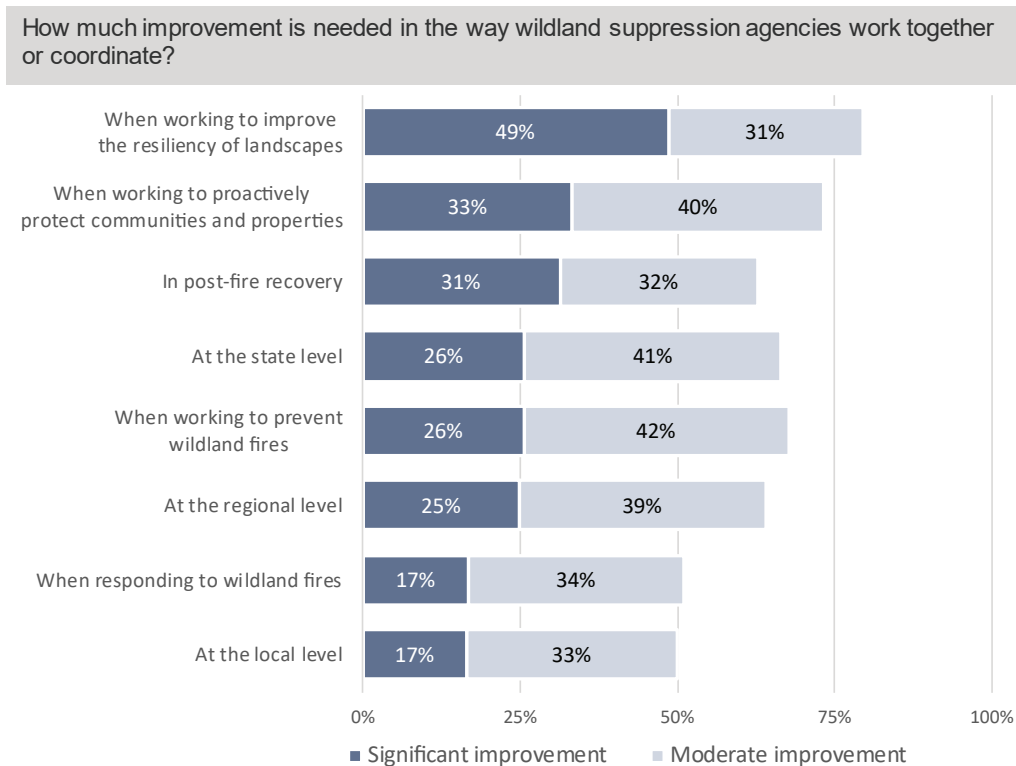 How much improvement is needed in the way wildland suppression agencies work together
or coordinate?
When working to improve
the resiliency of landscapes
49%
31%
When working to proactively
protect communities and properties
33%
40%
In post-fire recovery
31%
32%
At the state level
26%
41%
When working to prevent
wildland fires
26%
42%
At the regional level
25%
39%
When responding to wildland fires
17%
34%
At the local level
17%
33%
0%
25%
50%
75%
100%
Significant improvement
Moderate improvement